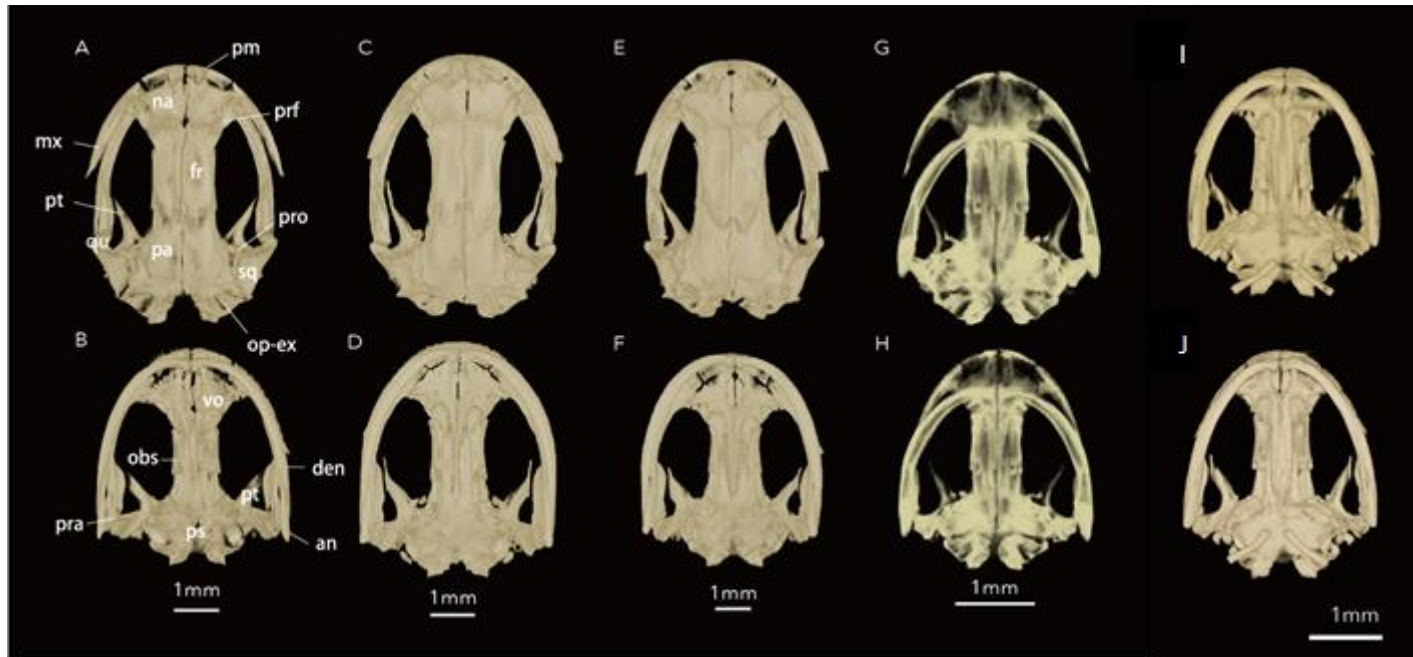 A
C
E
G
I
pm
na
prf
mx
fr
pt
pro
qu
pa
sq
op-ex
B
D
F
H
J
vo
obs
den
pt
pra
ps
an
1mm
1mm
1mm
1mm
1mm